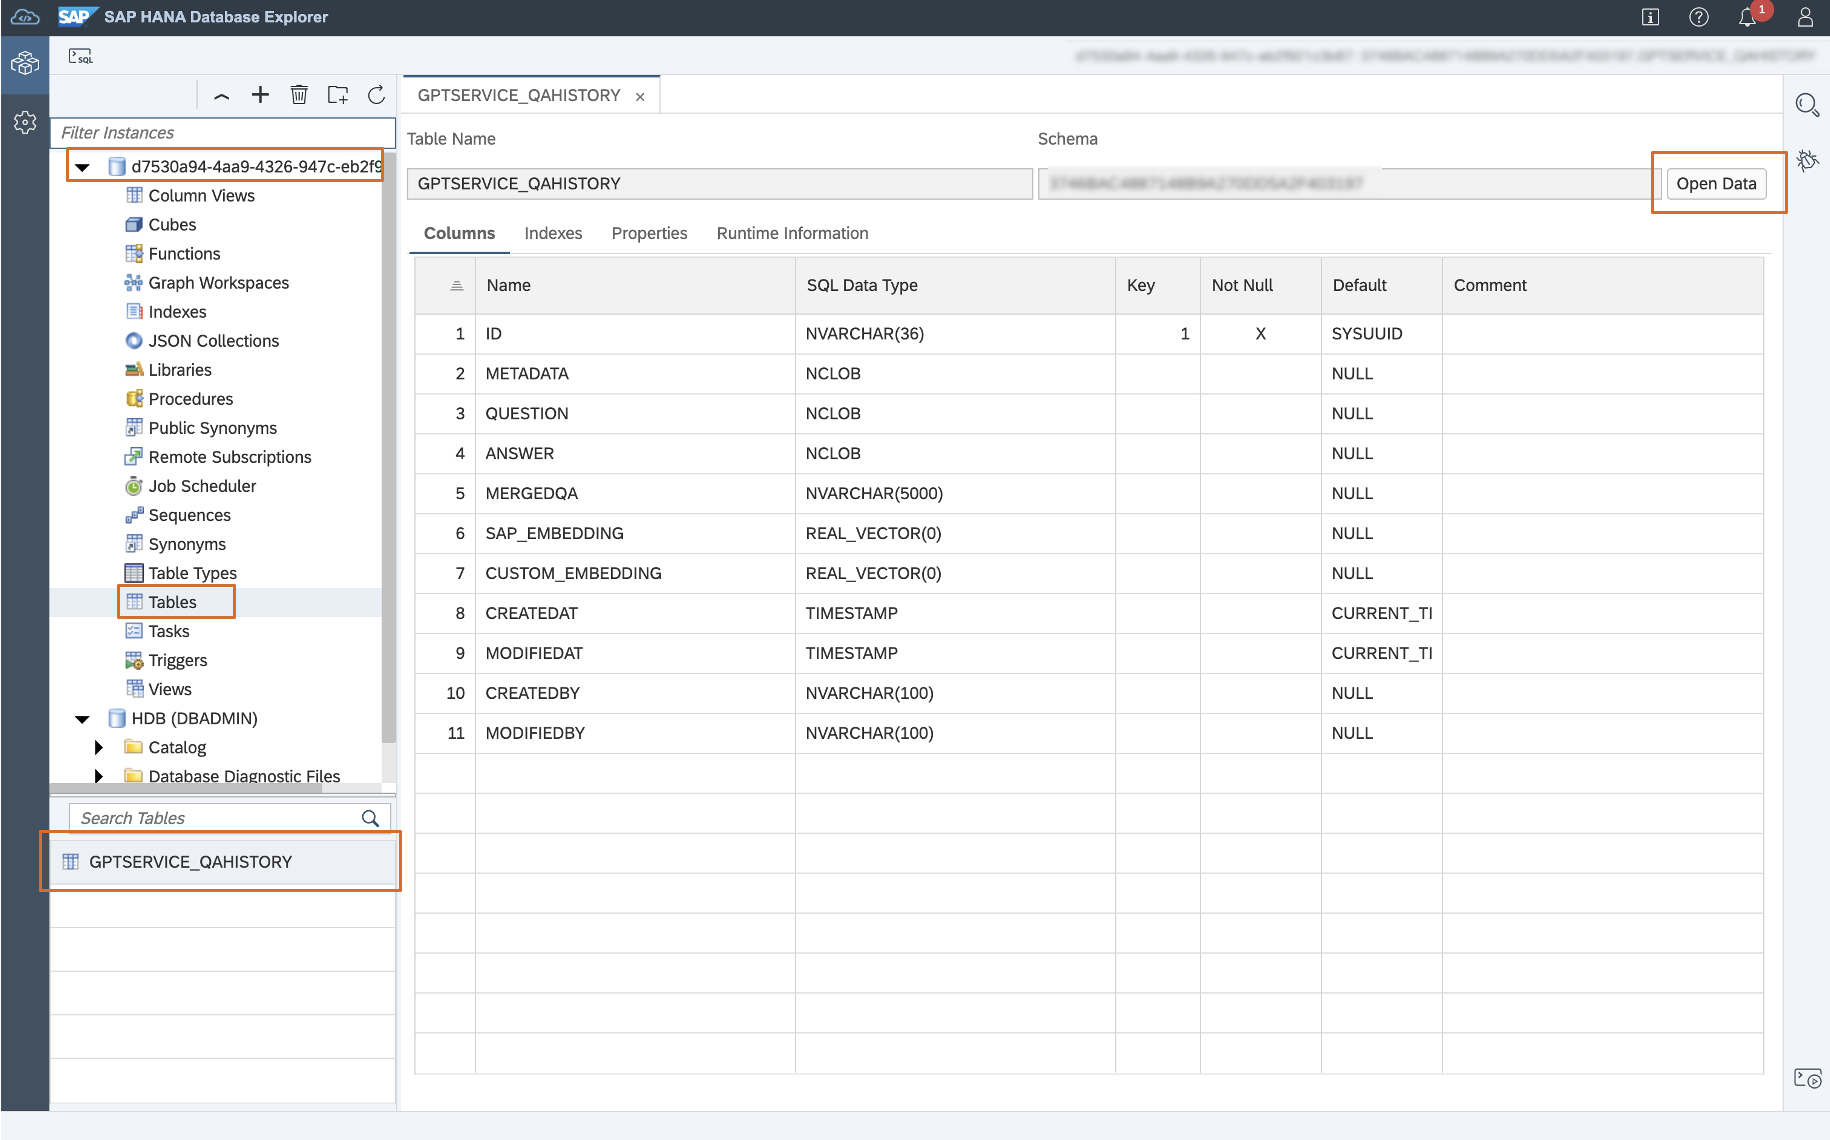 SAP SAP HANA Database Explorer
1
SQL
Filter Instances
d7530a94-4aa9-4326-947c-eb2f9
Column Views
Cubes
Functions
Graph Workspaces
Indexes
JSON Collections
Libraries
Procedures
Public Synonyms
Remote Subscriptions
Job Scheduler
Sequences
Synonyms
Table Types
Tables
Tasks
Triggers
Views
HDB (DBADMIN)
Catalog
Database Diagnostic Files
Search Tables
GPTSERVICE_QAHISTORY
GPTSERVICE_QAHISTORY
Table Name Schema
GPTSERVICE_QAHISTORY Open Data
Columns Indexes Properties Runtime Information
Name SQL Data Type Key Not Null Default Comment
1 ID NVARCHAR(36) 1 X SYSUUID
2 METADATA NCLOB NULL
3 QUESTION NCLOB NULL
4 ANSWER NCLOB NULL
5 MERGEDQA NVARCHAR(5000) NULL
6 SAP_EMBEDDING REAL_VECTOR(0) NULL
7 CUSTOM_EMBEDDING REAL_VECTOR(0) NULL
8 CREATEDAT TIMESTAMP CURRENT_TI
9 MODIFIEDAT TIMESTAMP CURRENT_TI
10 CREATEDBY NVARCHAR(100) NULL
11 MODIFIEDBY NVARCHAR(100) NULL